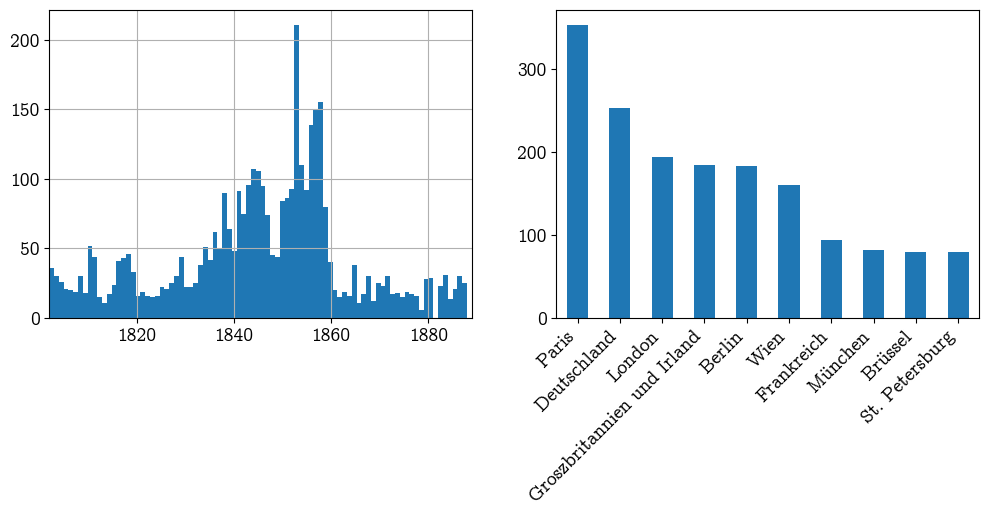 200
150
100
50
0
1820 1840 1860 1880
300
200
100
0
Paris
Deutschland
London
Groszbritannien und Irland
Berlin
Wien
Frankreich
München
Brüssel
St. Petersburg